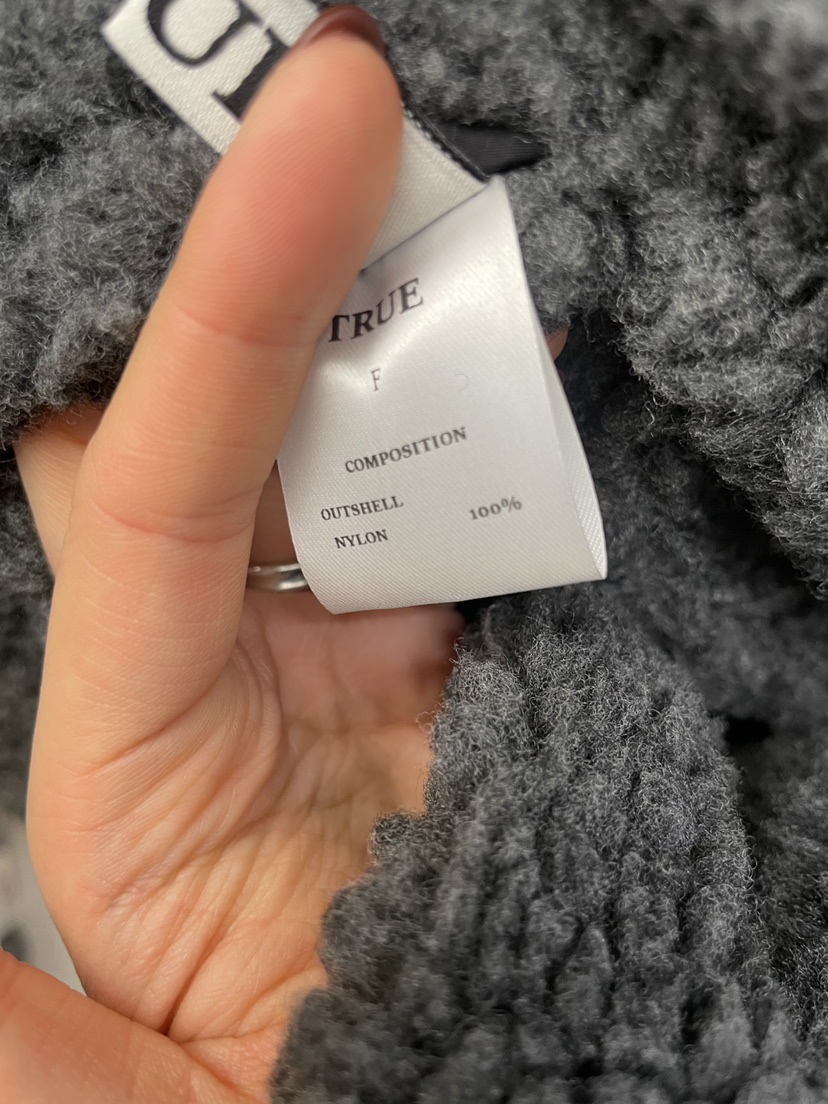 TRUE
F
COMPOSITION
OUTSHELL 100%
NYLON